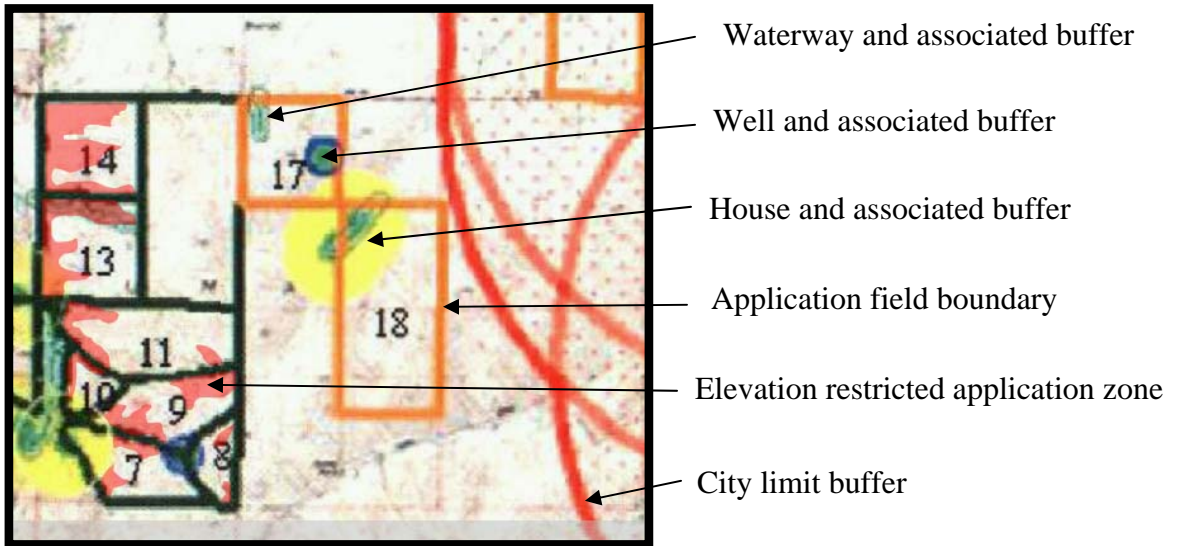 Waterway and associated buffer
Well and associated buffer
14
17
House and associated buffer
13
Application field boundary
18
11
10
9
Elevation restricted application zone
7
8
City limit buffer